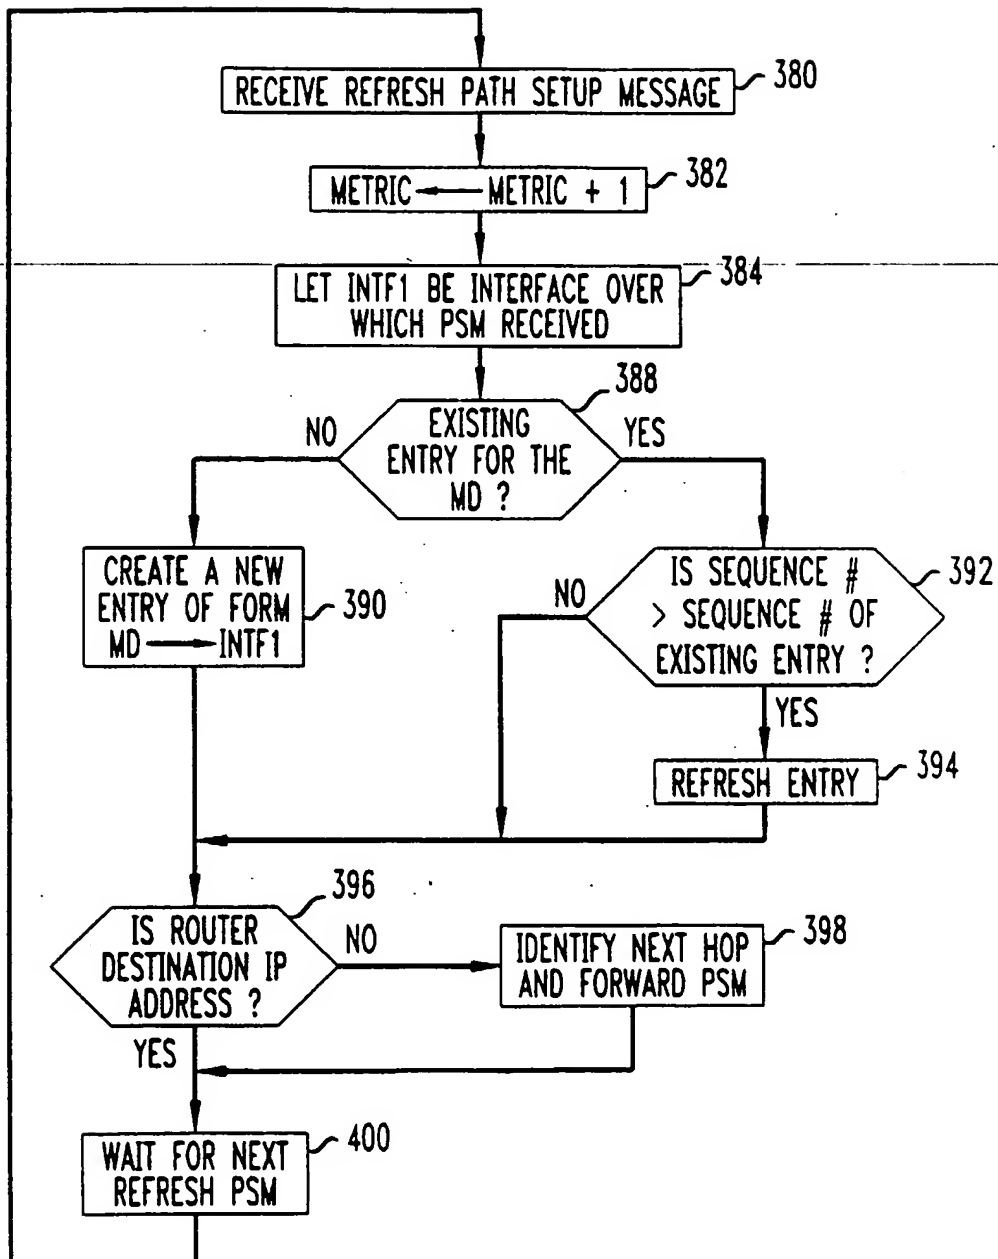 RECEIVE REFRESH PATH SETUP MESSAGE
380
METRIC ← METRIC + 1
382
384
LET INTF1 BE INTERFACE OVER
WHICH PSM RECEIVED
388
NO
EXISTING
ENTRY FOR THE
MD ?
YES
CREATE A NEW
ENTRY OF FORM
MD → INTF1
390
NO
IS SEQUENCE #
> SEQUENCE # OF
EXISTING ENTRY ?
392
YES
REFRESH ENTRY
394
396
IS ROUTER
DESTINATION IP
ADDRESS ?
NO
IDENTIFY NEXT HOP
AND FORWARD PSM
398
YES
WAIT FOR NEXT
REFRESH PSM
400